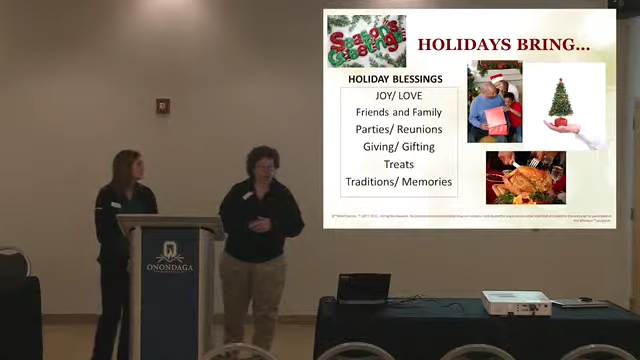 Season's
Greetings
HOLIDAYS BRING...
HOLIDAY BLESSINGS
JOY/ LOVE
Friends and Family
Parties/ Reunions
Giving/ Gifting
Treats
Traditions/ Memories
ONONDAGA